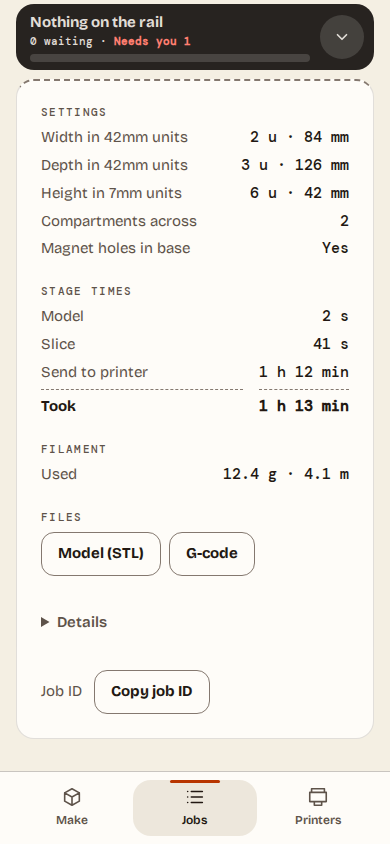 Nothing on the rail
0 waiting · Needs you 1
SETTINGS
Width in 42mm units 2 u · 84 mm
Depth in 42mm units 3 u · 126 mm
Height in 7mm units 6 u · 42 mm
Compartments across 2
Magnet holes in base Yes
STAGE TIMES
Model 2 s
Slice 41 s
Send to printer 1 h 12 min
Took 1 h 13 min
FILAMENT
Used 12.4 g · 4.1 m
FILES
Model (STL) G-code
Details
Job ID Copy job ID
Make Jobs Printers